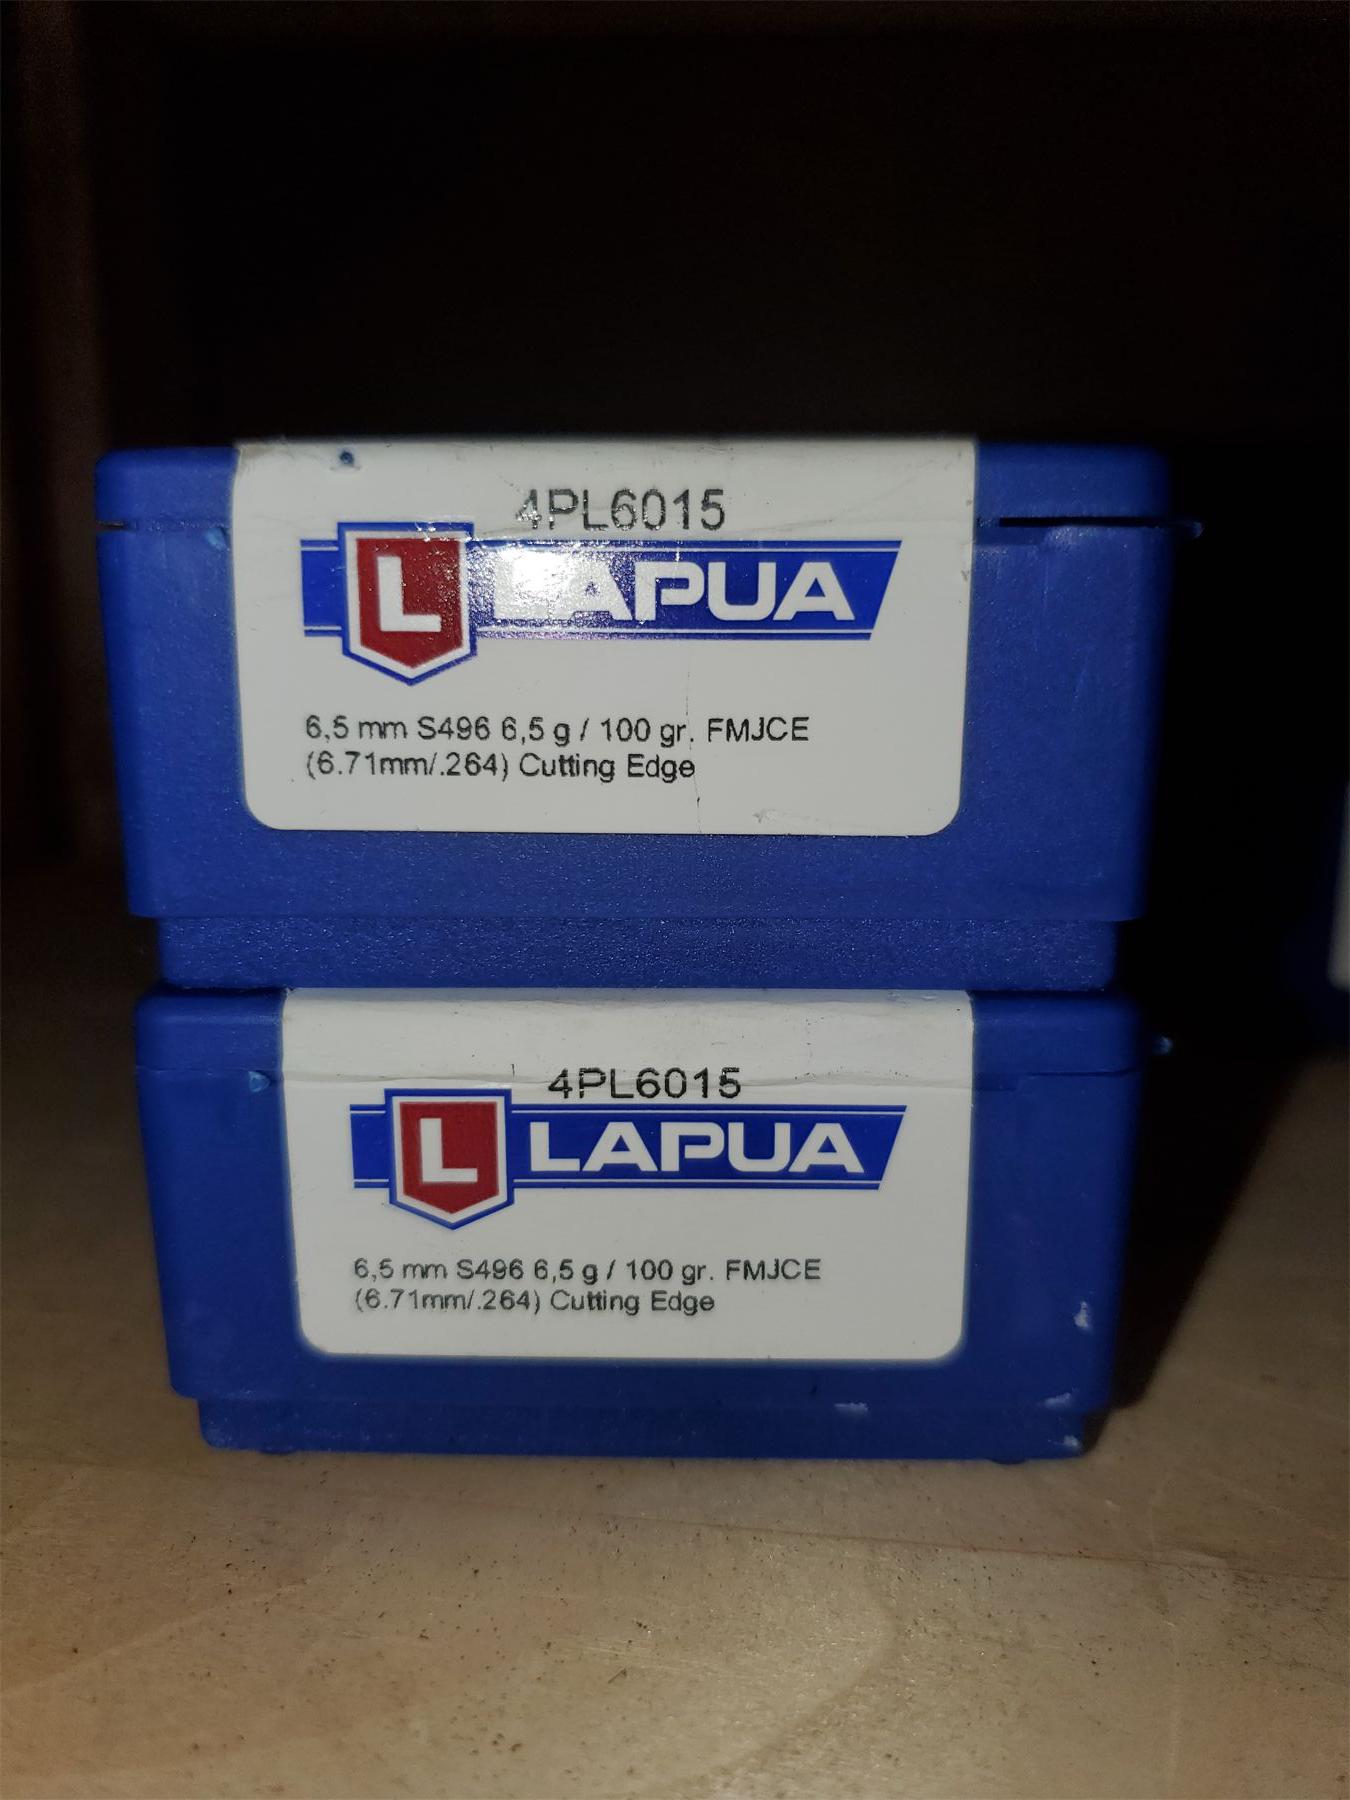 4PL6015
L LAPUA
6,5 mm S496 6,5 g / 100 gr. FMJCE
(6.71mm/.264) Cutting Edge
4PL6015
L LAPUA
6,5 mm S496 6,5 g / 100 gr. FMJCE
(6.71mm/.264) Cutting Edge